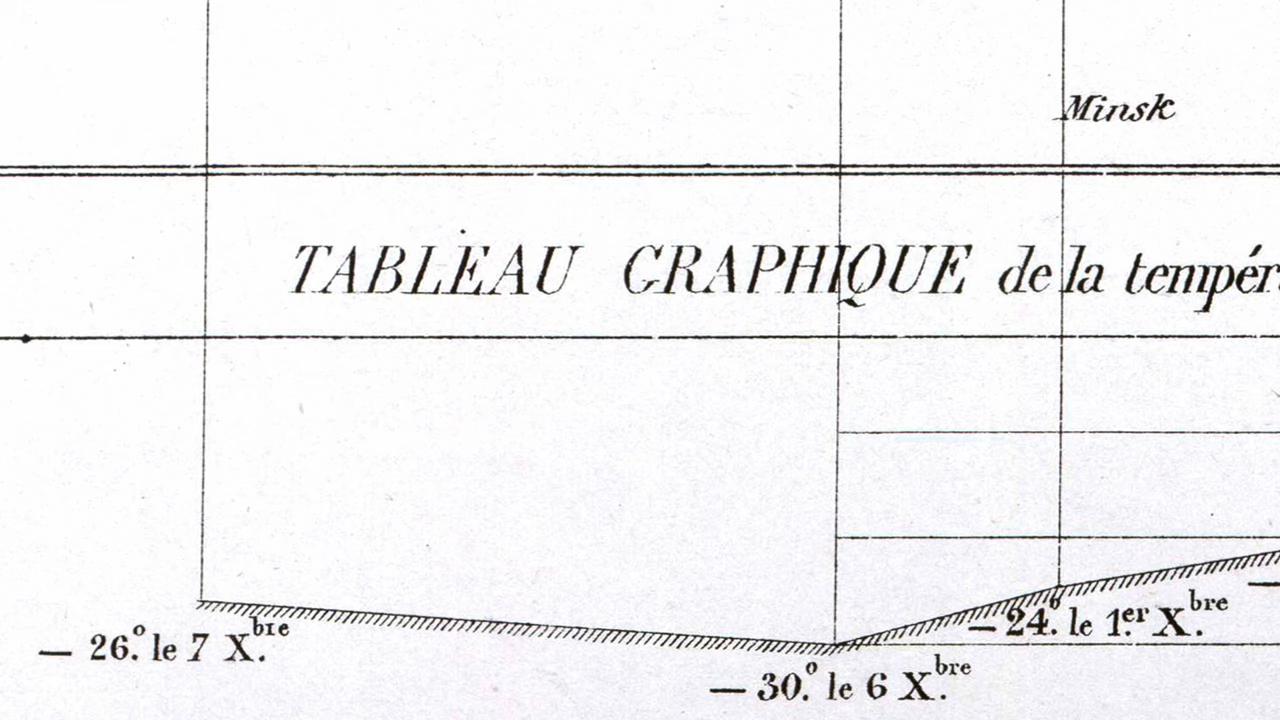 Minsk
TABLEAU GRAPHIQUE de la tempér
— 26.° le 7 X.bre
— 24.° le 1.er X.bre
— 30.° le 6 X.bre